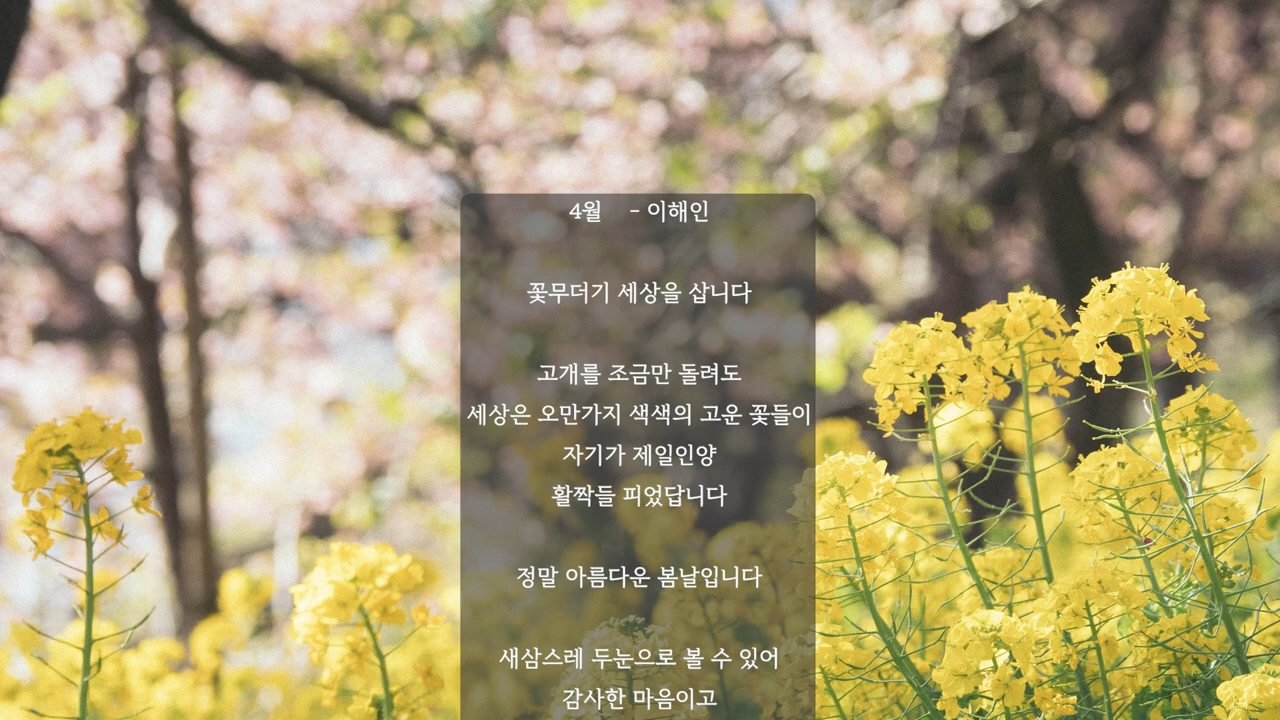 4월 - 이해인
꽃무더기 세상을 삽니다
고개를 조금만 돌려도
세상은 오만가지 색색의 고운 꽃들이
자기가 제일인양
활짝들 피었답니다
정말 아름다운 봄날입니다
새삼스레 두눈으로 볼 수 있어
감사한 마음이고